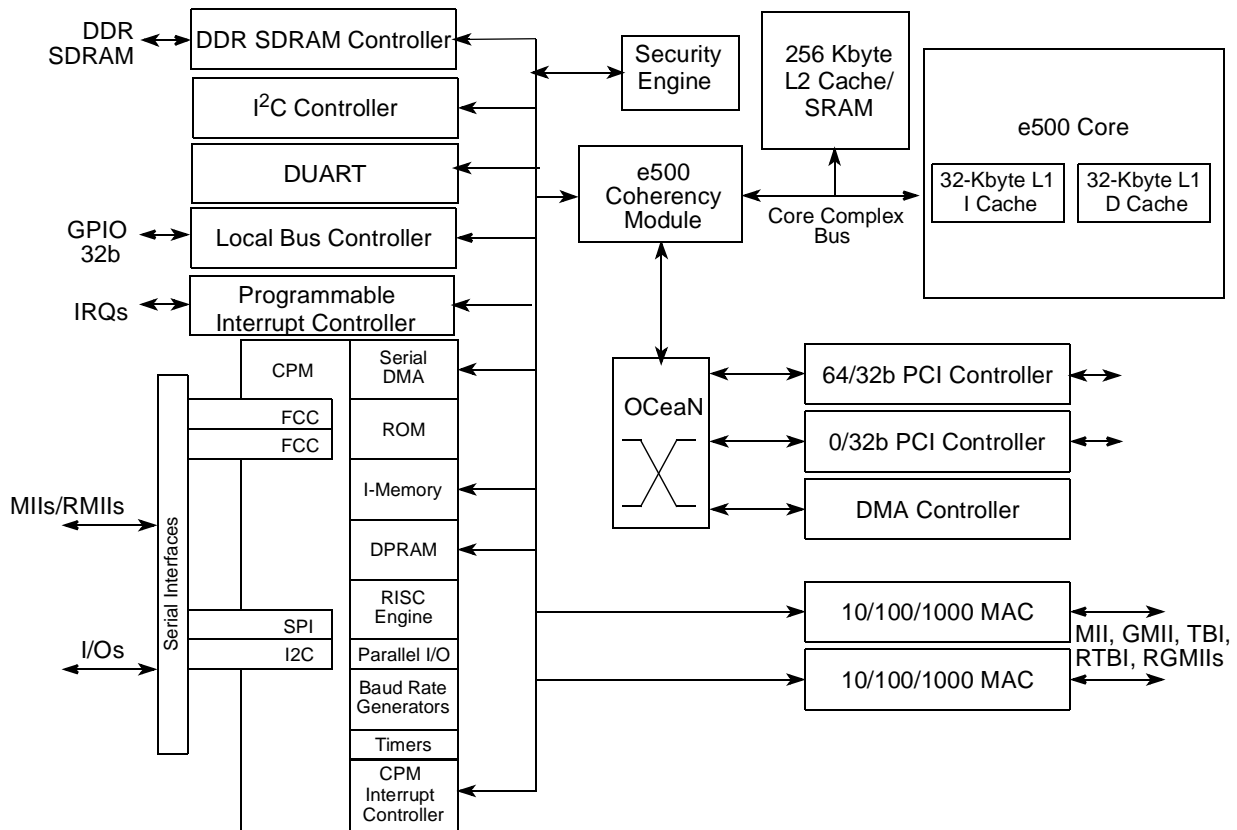 DDR
SDRAM
DDR SDRAM Controller
I²C Controller
DUART
GPIO
32b
Local Bus Controller
IRQs
Programmable
Interrupt Controller
Security
Engine
256 Kbyte
L2 Cache/
SRAM
e500 Core
32-Kbyte L1
I Cache
32-Kbyte L1
D Cache
e500
Coherency
Module
Core Complex
Bus
CPM
Serial
DMA
FCC
FCC
ROM
I-Memory
MIIs/RMIIs
Serial Interfaces
DPRAM
RISC
Engine
SPI
I2C
I/Os
Parallel I/O
Baud Rate
Generators
Timers
CPM
Interrupt
Controller
OCeaN
64/32b PCI Controller
0/32b PCI Controller
DMA Controller
10/100/1000 MAC
10/100/1000 MAC
MII, GMII, TBI,
RTBI, RGMIIs